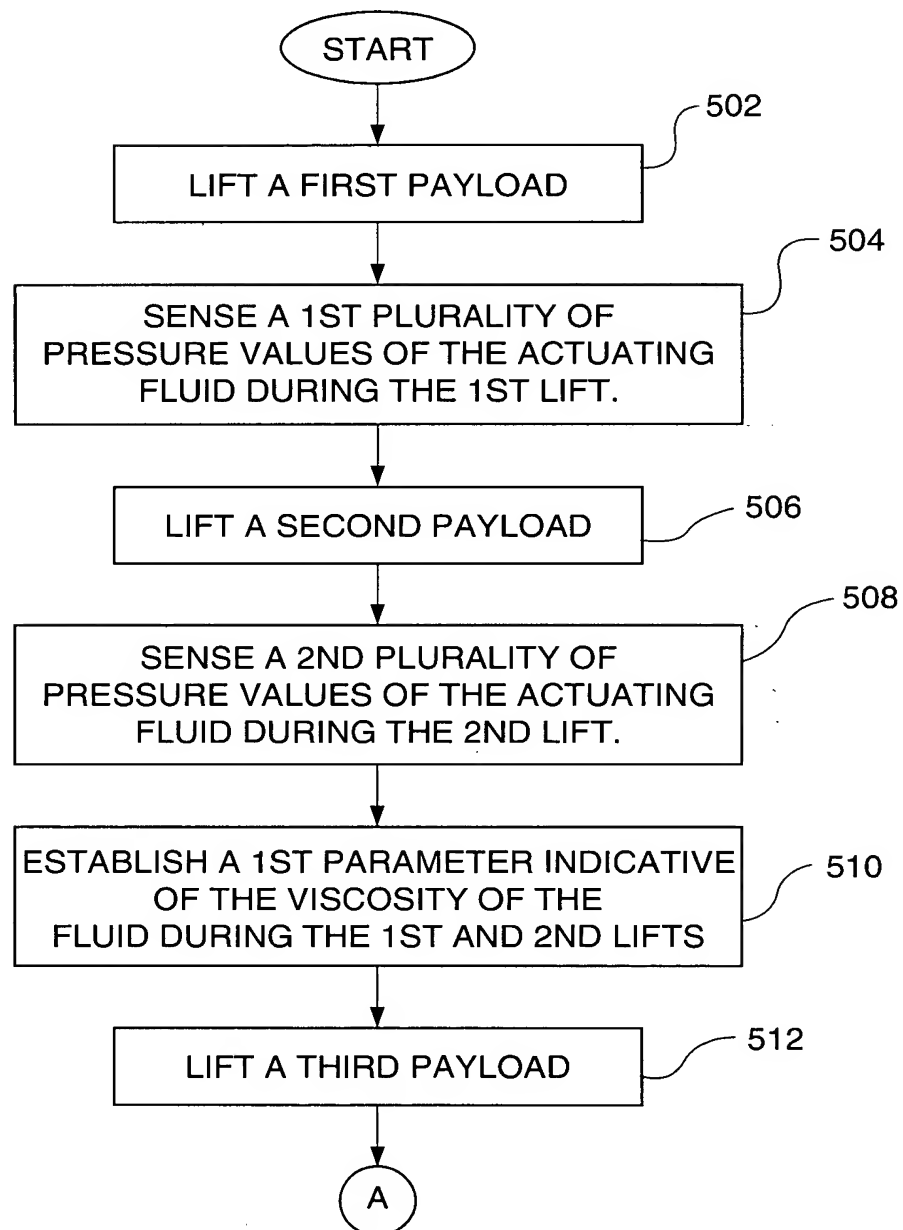 START
502
LIFT A FIRST PAYLOAD
504
SENSE A 1ST PLURALITY OF
PRESSURE VALUES OF THE ACTUATING
FLUID DURING THE 1ST LIFT.
506
LIFT A SECOND PAYLOAD
508
SENSE A 2ND PLURALITY OF
PRESSURE VALUES OF THE ACTUATING
FLUID DURING THE 2ND LIFT.
510
ESTABLISH A 1ST PARAMETER INDICATIVE
OF THE VISCOSITY OF THE
FLUID DURING THE 1ST AND 2ND LIFTS
512
LIFT A THIRD PAYLOAD
A